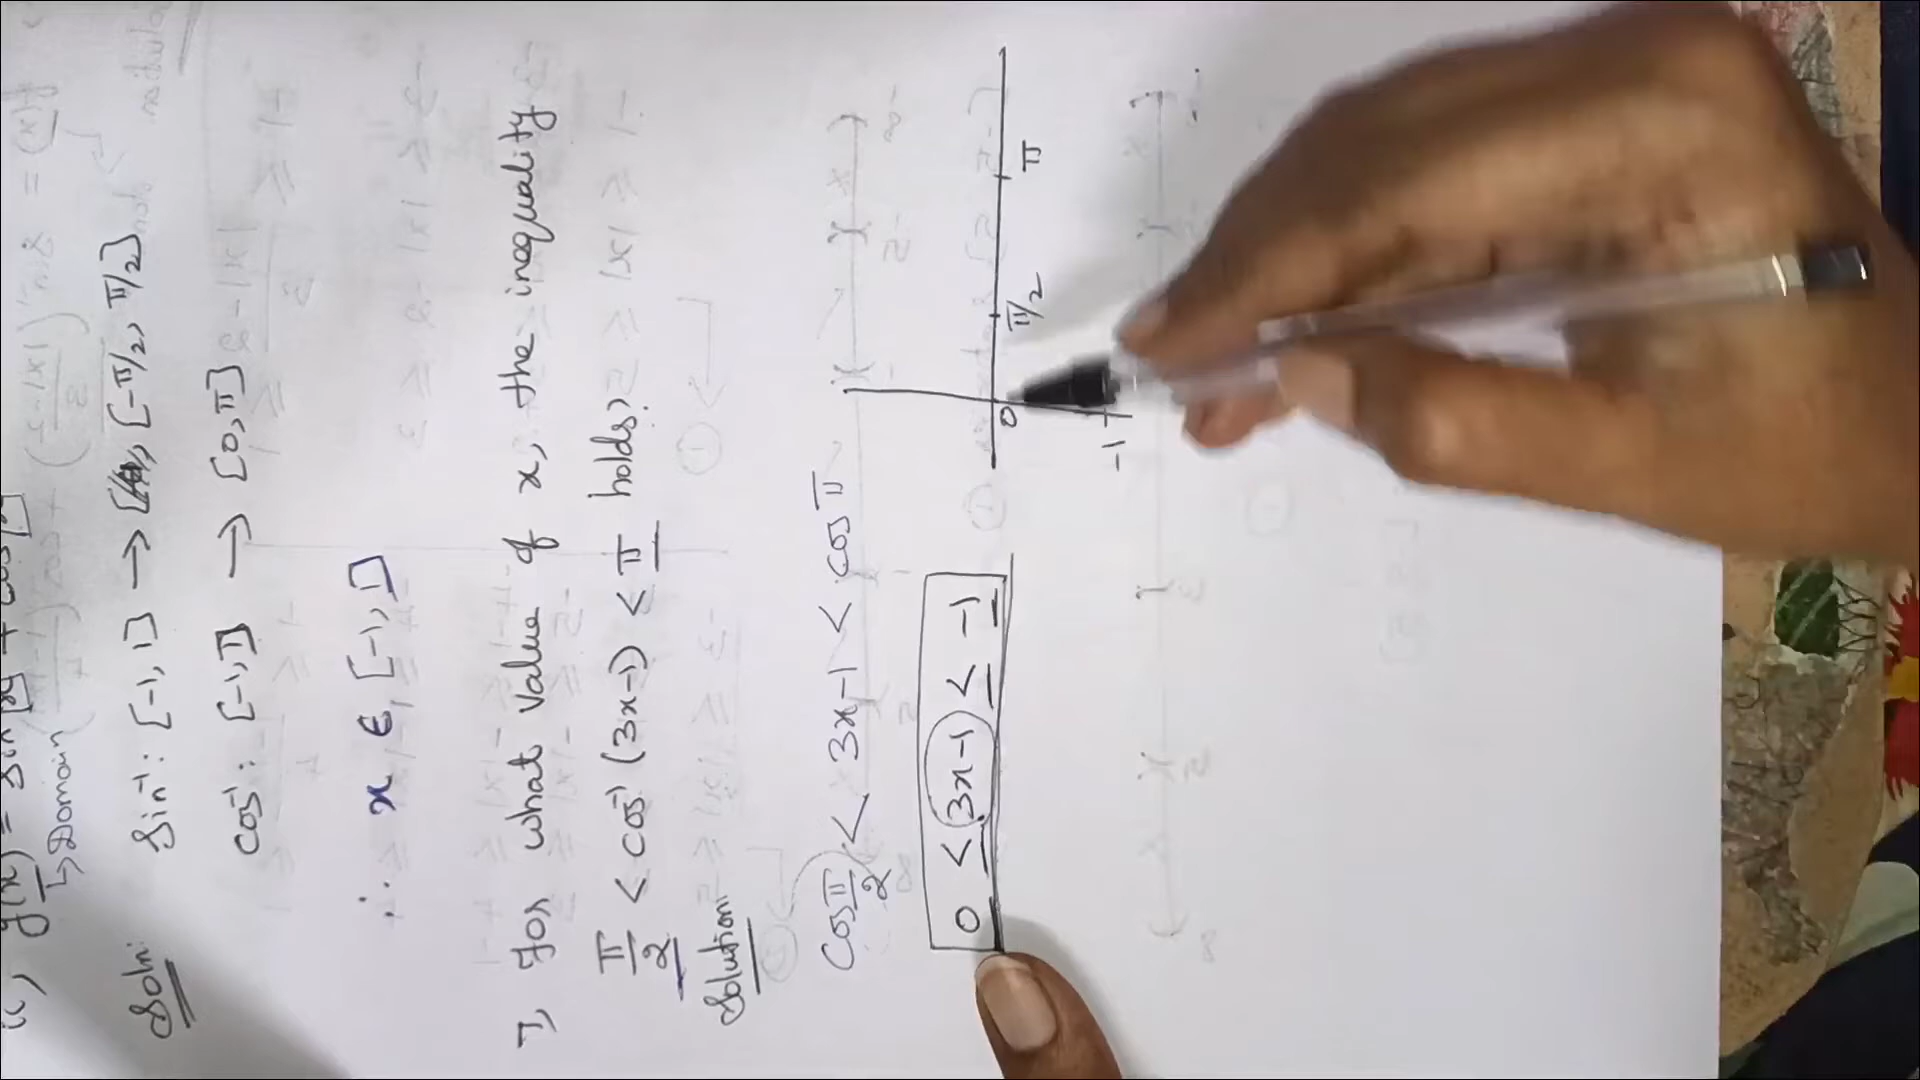 ii, g(x) = sin
↳ Domain
Soln: Sin⁻¹ : [-1, 1] → [-π/2, π/2]
cos⁻¹ : [-1, 1] → [0, π]
∴ x ∈ [-1, 1]
7, For what value of x, the inequality
π/2 < cos⁻¹ (3x-1) < π holds?
Solution:
cos π/2 < 3x-1 < cos π
0 < (3x-1) < -1
0 π/2 π
-1